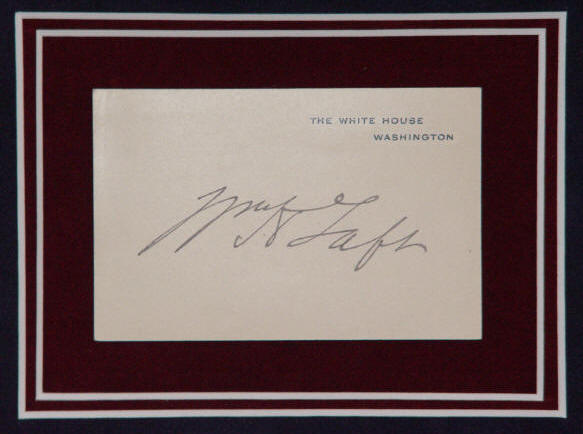 THE WHITE HOUSE
WASHINGTON
Wm H Taft